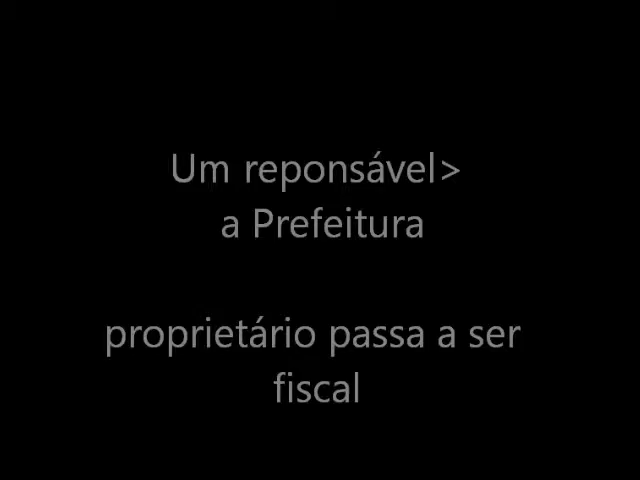 Um reponsável>
a Prefeitura
proprietário passa a ser
fiscal